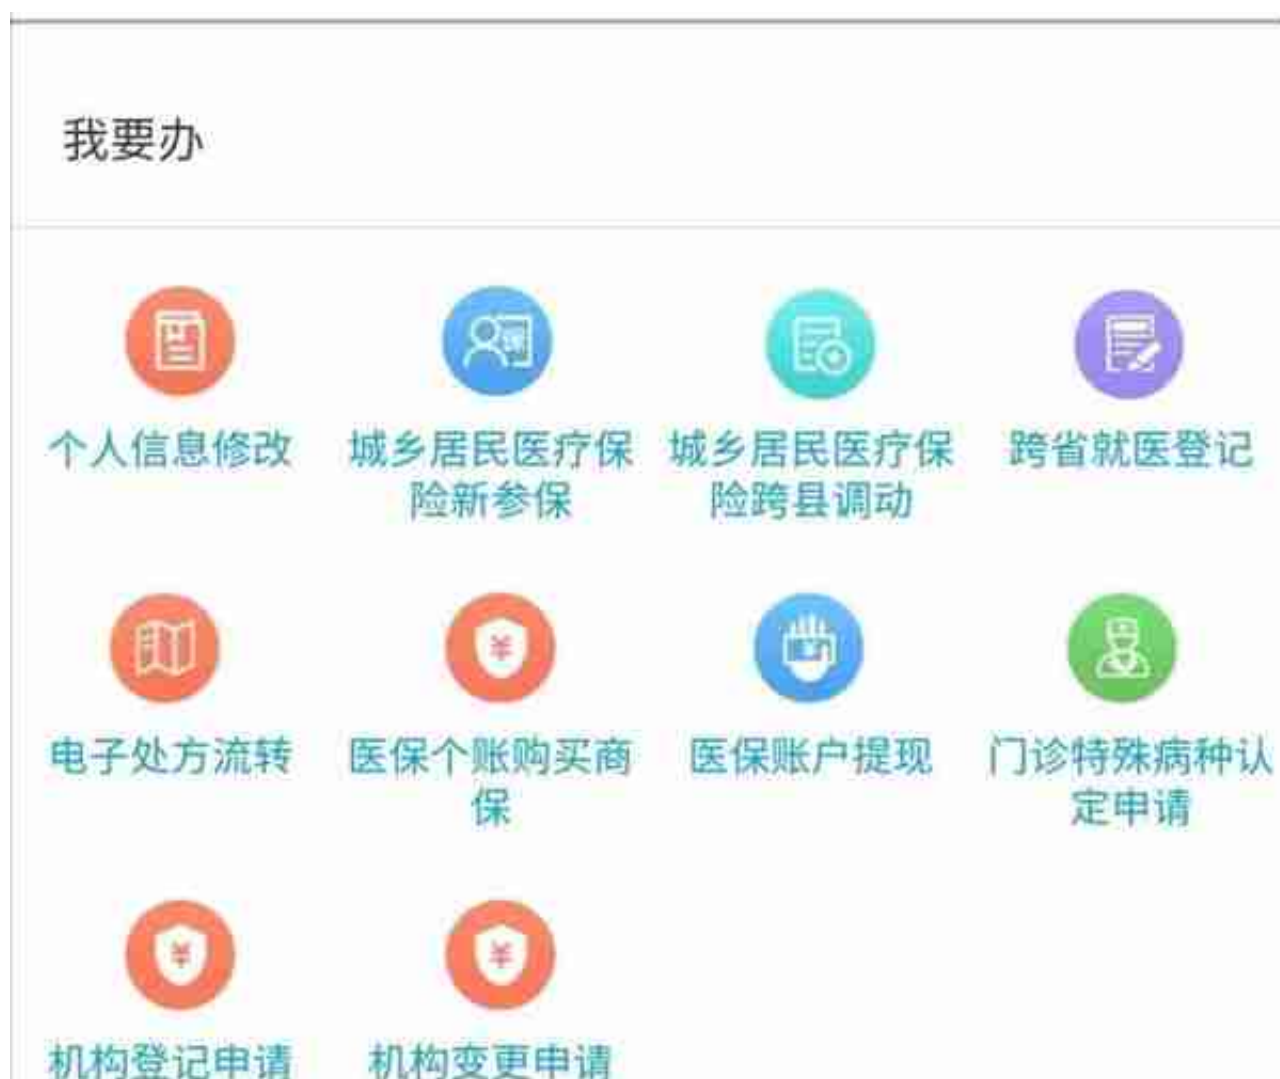 我要办
个人信息修改
城乡居民医疗保
险新参保
城乡居民医疗保
险跨县调动
跨省就医登记
电子处方流转
医保个账购买商
保
医保账户提现
门诊特殊病种认
定申请
机构登记申请
机构变更申请